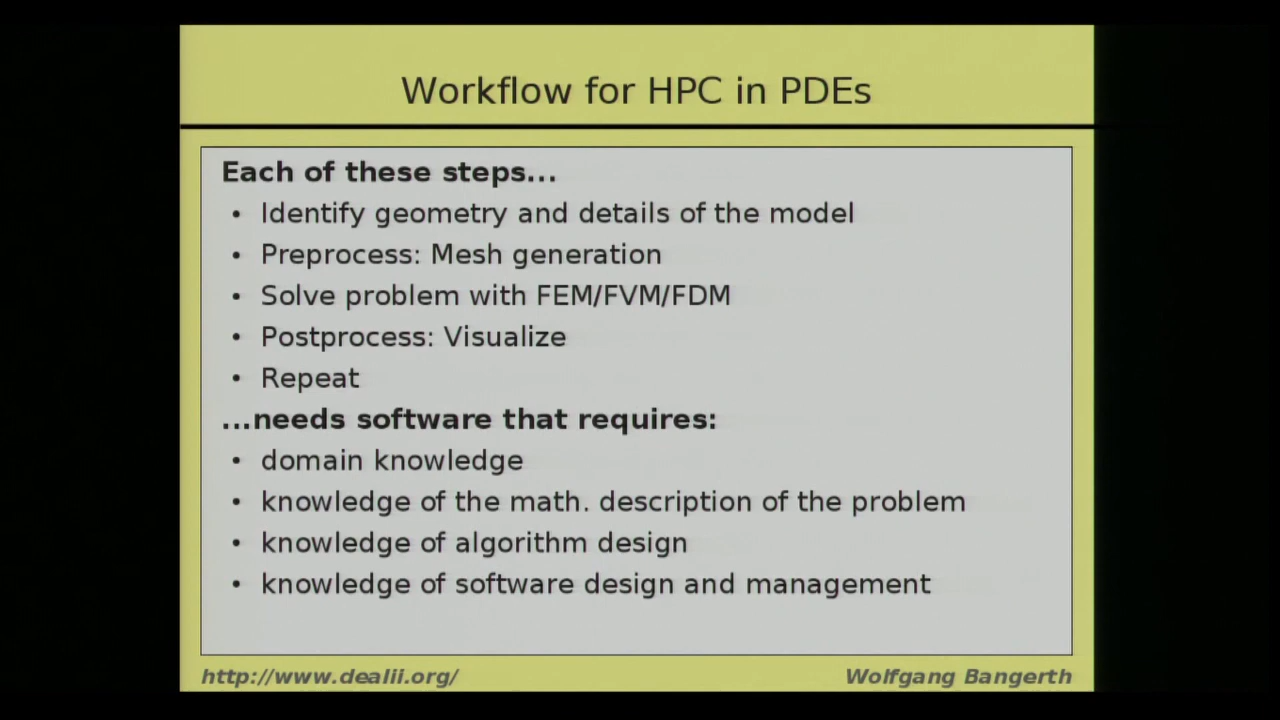 Workflow for HPC in PDEs
Each of these steps...
• Identify geometry and details of the model
• Preprocess: Mesh generation
• Solve problem with FEM/FVM/FDM
• Postprocess: Visualize
• Repeat
...needs software that requires:
• domain knowledge
• knowledge of the math. description of the problem
• knowledge of algorithm design
• knowledge of software design and management
http://www.dealii.org/
Wolfgang Bangerth